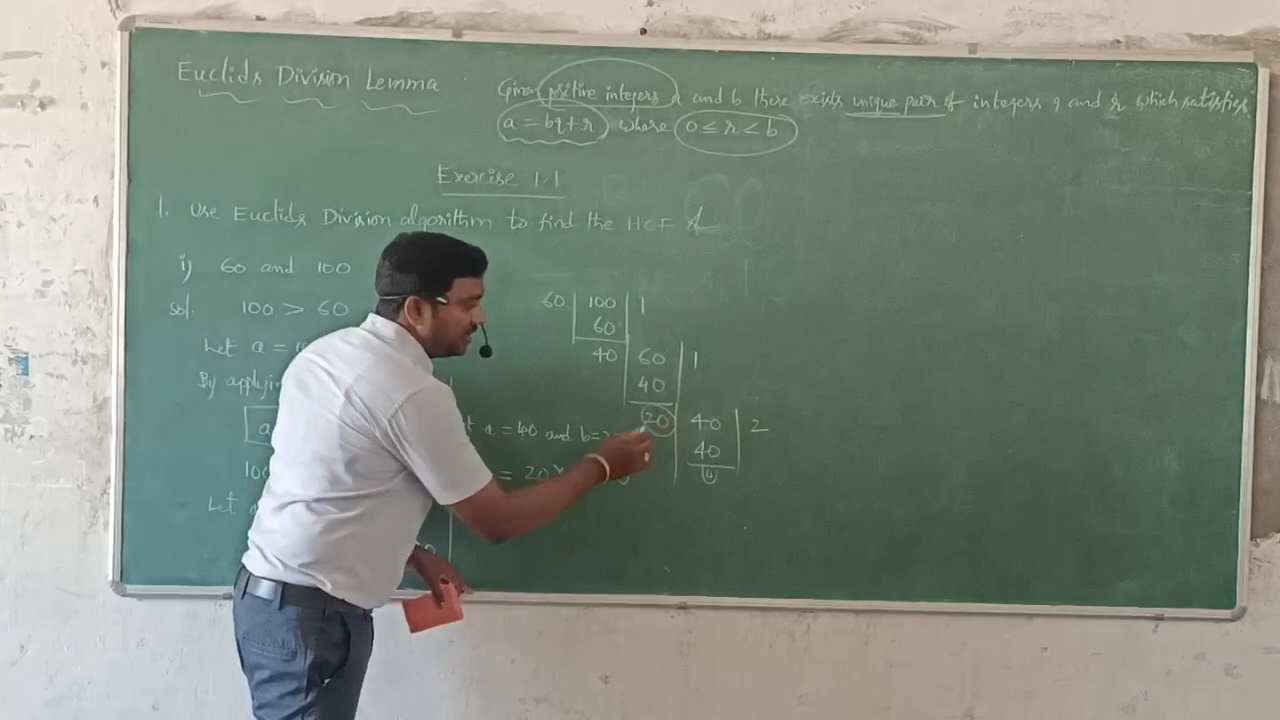 Euclids Division Lemma
Given positive integers a and b there exists unique pair of integers q and r which satisfies
a = bq + r where 0 ≤ r < b
Exercise 1.1
1. Use Euclids Division algorithm to find the HCF of
i) 60 and 100
Sol. 100 > 60
Let a =
By applying
a
100
Let
a = 40 and b =
= 20 ×
60 | 100 | 1
60
40 | 60 | 1
40
20 | 40 | 2
40
0